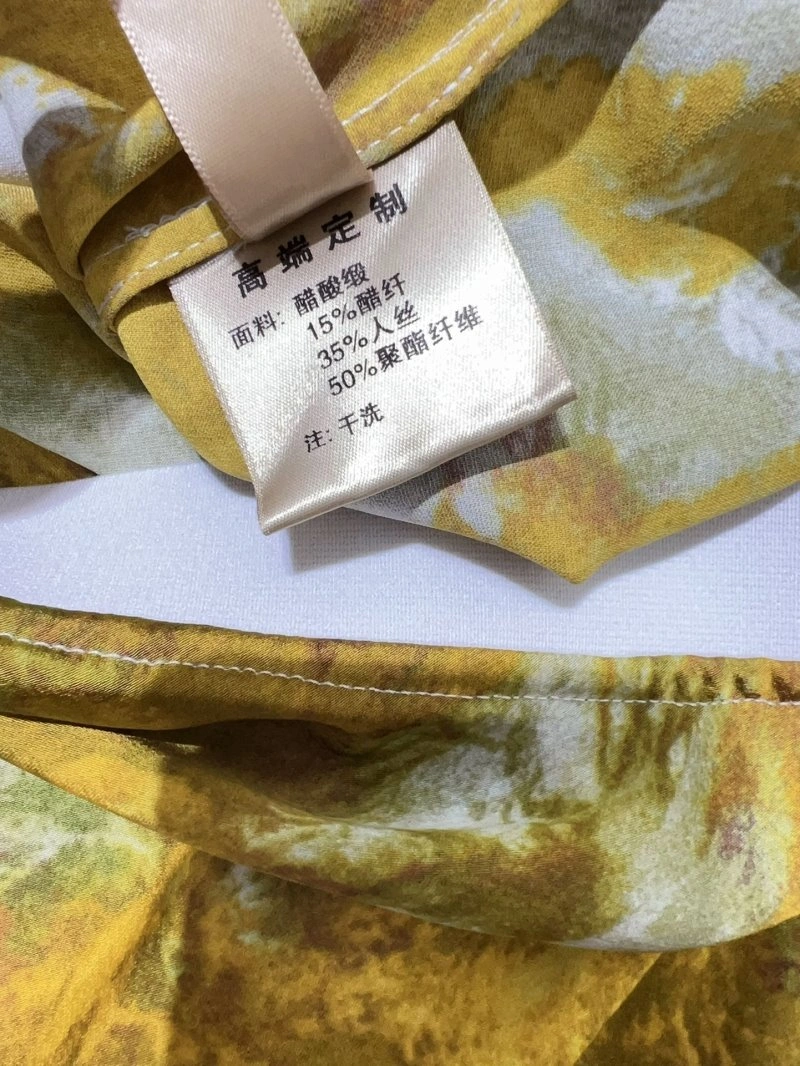 高端定制
面料: 醋酸缎
15%醋纤
35%人丝
50%聚酯纤维
注: 干洗